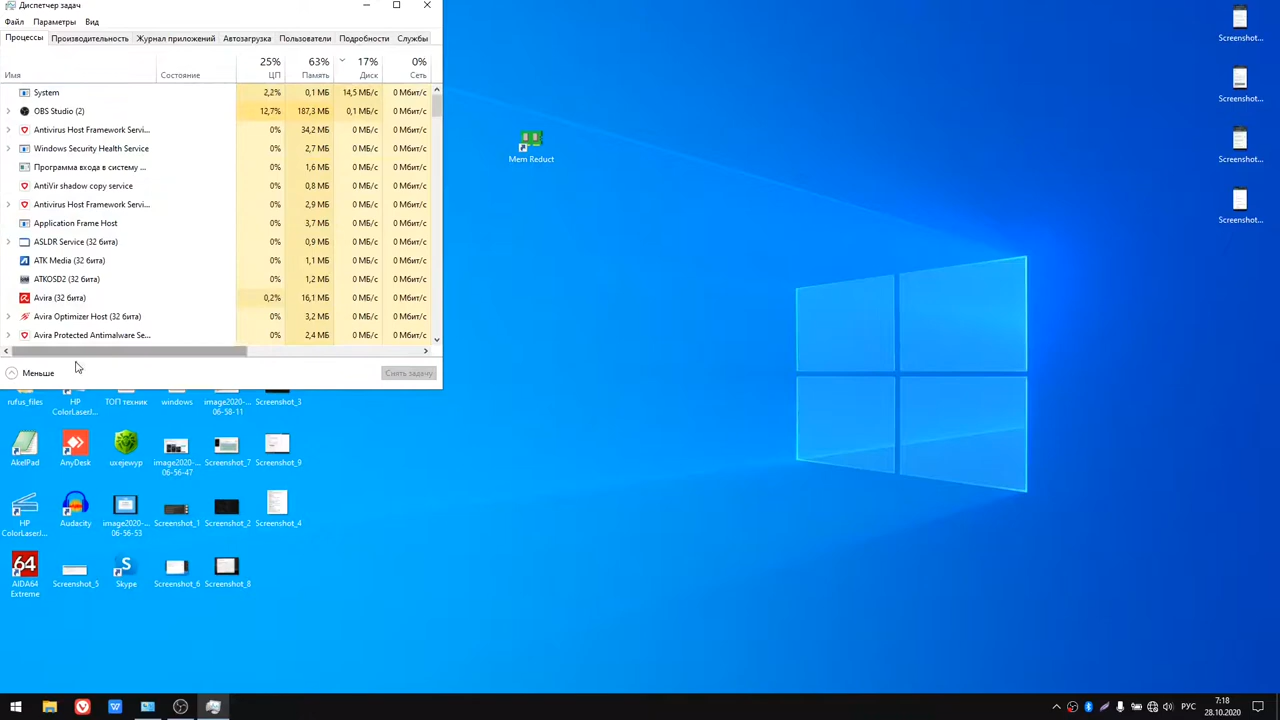 Диспетчер задач
Файл Параметры Вид
Процессы Производительность Журнал приложений Автозагрузка Пользователи Подробности Службы
25% 63% 17% 0%
Имя Состояние ЦП Память Диск Сеть
System 2,2% 0,1 МБ 14,5 МБ/с 0 Мбит/с
OBS Studio (2) 12,7% 187,3 МБ 0,1 МБ/с 0 Мбит/с
Antivirus Host Framework Servi... 0% 34,2 МБ 0 МБ/с 0 Мбит/с
Windows Security Health Service 0% 2,7 МБ 0 МБ/с 0 Мбит/с
Программа входа в систему ... 0% 1,6 МБ 0 МБ/с 0 Мбит/с
AntiVir shadow copy service 0% 0,8 МБ 0 МБ/с 0 Мбит/с
Antivirus Host Framework Servi... 0% 2,9 МБ 0 МБ/с 0 Мбит/с
Application Frame Host 0% 3,7 МБ 0 МБ/с 0 Мбит/с
ASLDR Service (32 бита) 0% 0,9 МБ 0 МБ/с 0 Мбит/с
ATK Media (32 бита) 0% 1,1 МБ 0 МБ/с 0 Мбит/с
ATKOSD2 (32 бита) 0% 1,2 МБ 0 МБ/с 0 Мбит/с
Avira (32 бита) 0,2% 16,1 МБ 0 МБ/с 0 Мбит/с
Avira Optimizer Host (32 бита) 0% 3,2 МБ 0 МБ/с 0 Мбит/с
Avira Protected Antimalware Se... 0% 2,4 МБ 0 МБ/с 0 Мбит/с
Меньше Снять задачу
Mem Reduct
Screenshot...
Screenshot...
Screenshot...
Screenshot...
rufus_files
HP
ColorLaserJ...
ТОП техник
windows
image2020-...
06-58-11
Screenshot_3
AkelPad
AnyDesk
uxejewyp
image2020-...
06-56-47
Screenshot_7
Screenshot_9
HP
ColorLaserJ...
Audacity
image2020-...
06-56-53
Screenshot_1
Screenshot_2
Screenshot_4
64
AIDA64
Extreme
Screenshot_5
Skype
Screenshot_6
Screenshot_8
РУС
7:18
28.10.2020